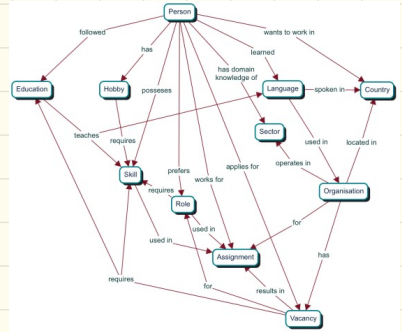 Person
followed
wants to work in
has
learned
has domain
knowledge of
Education
Hobby
posseses
Language
spoken in
Country
Sector
teaches
requires
used in
located in
operates in
Skill
prefers
applies for
works for
requires
Organisation
Role
used in
for
used in
Assignment
has
requires
for
results in
Vacancy